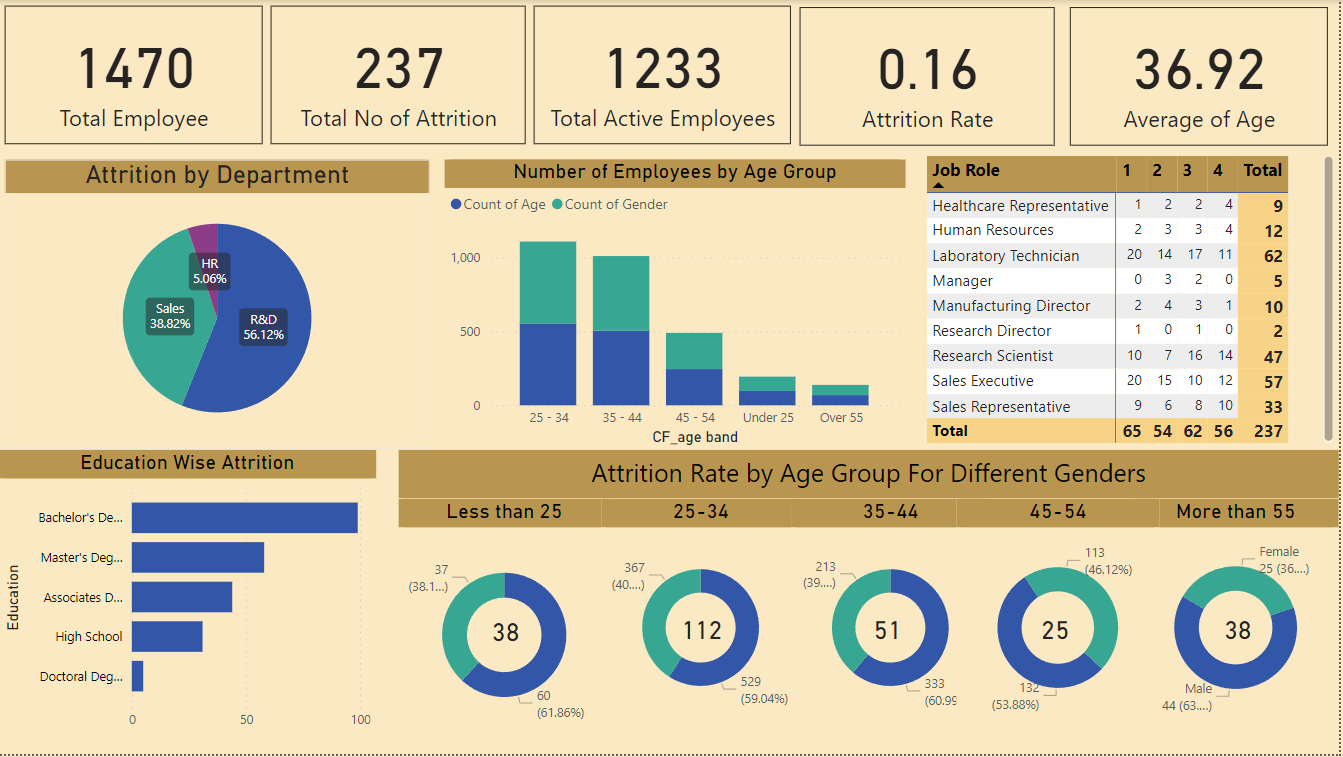 1470
Total Employee
237
Total No of Attrition
1233
Total Active Employees
0.16
Attrition Rate
36.92
Average of Age
Attrition by Department
HR
5.06%
Sales
38.82%
R&D
56.12%
Number of Employees by Age Group
Count of Age Count of Gender
1,000
500
0
25 - 34 35 - 44 45 - 54 Under 25 Over 55
CF_age band
Job Role 1 2 3 4 Total
Healthcare Representative 1 2 2 4 9
Human Resources 2 3 3 4 12
Laboratory Technician 20 14 17 11 62
Manager 0 3 2 0 5
Manufacturing Director 2 4 3 1 10
Research Director 1 0 1 0 2
Research Scientist 10 7 16 14 47
Sales Executive 20 15 10 12 57
Sales Representative 9 6 8 10 33
Total 65 54 62 56 237
Education Wise Attrition
Education
Bachelor's De...
Master's Deg...
Associates D...
High School
Doctoral Deg...
0 50 100
Attrition Rate by Age Group For Different Genders
Less than 25 25-34 35-44 45-54 More than 55
37
(38.1...)
38
60
(61.86%)
367
(40....)
112
529
(59.04%)
213
(39....)
51
333
(60.99
113
(46.12%)
25
132
(53.88%)
Female
25 (36....)
38
Male
44 (63....)